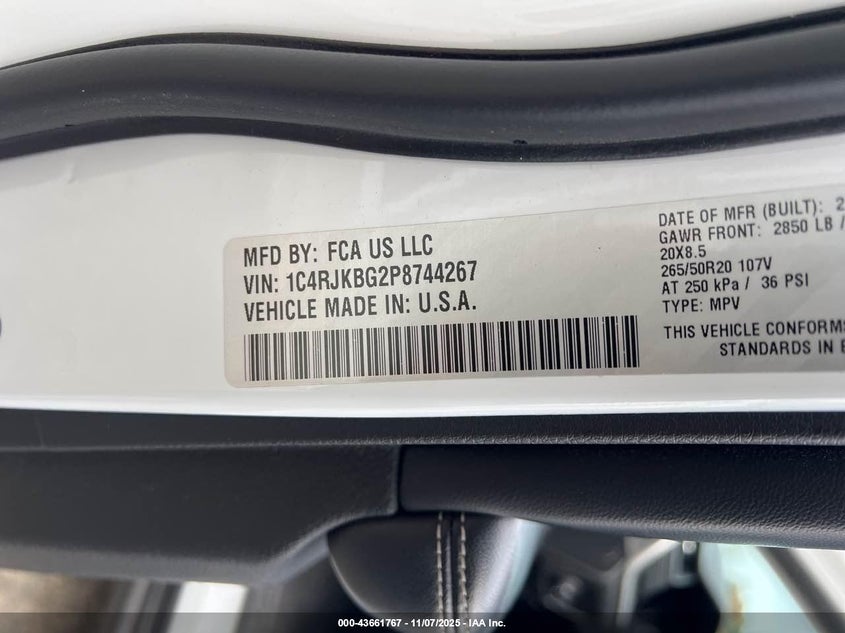 MFD BY: FCA US LLC
VIN: 1C4RJKBG2P8744267
VEHICLE MADE IN: U.S.A.
DATE OF MFR (BUILT): 2
GAWR FRONT: 2850 LB /
20X8.5
265/50R20 107V
AT 250 kPa / 36 PSI
TYPE: MPV
THIS VEHICLE CONFORMS
STANDARDS IN E
000-43661767 - 11/07/2025 - IAA Inc.